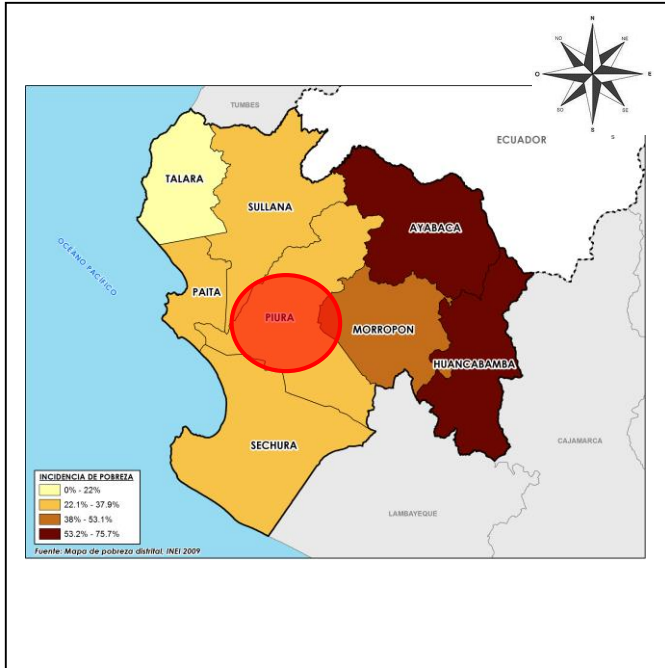 N
NO
NE
O
E
SO
SE
S
S
TUMBES
ECUADOR
TALARA
SULLANA
AYABACA
OCÉANO PACÍFICO
PAITA
PIURA
MORROPON
HUANCABAMBA
SECHURA
CAJAMARCA
LAMBAYEQUE
INCIDENCIA DE POBREZA
0% - 22%
22.1% - 37.9%
38% - 53.1%
53.2% - 75.7%
Fuente: Mapa de pobreza distrital, INEI 2009